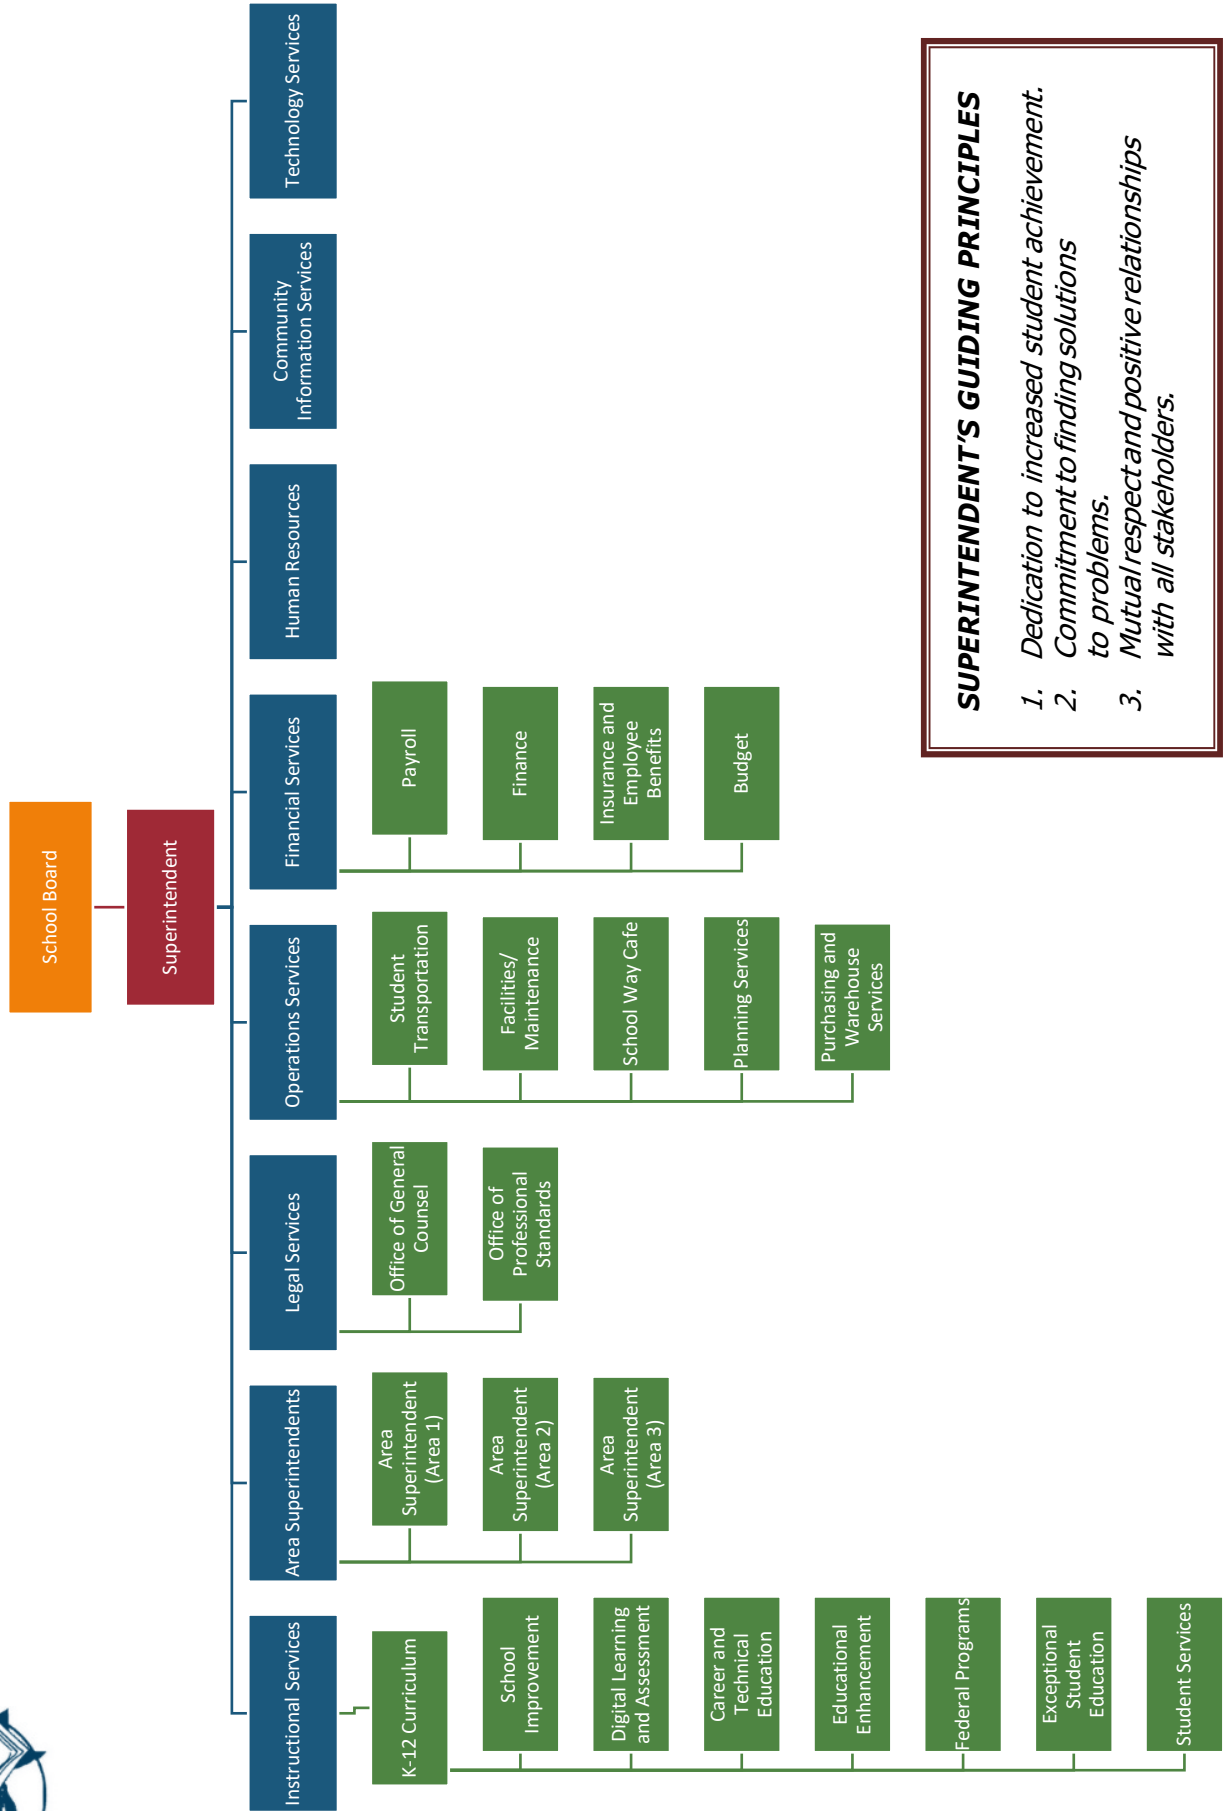 School Board
Superintendent
Instructional Services
Area Superintendents
Legal Services
Operations Services
Financial Services
Human Resources
Community
Information Services
Technology Services
K-12 Curriculum
School
Improvement
Digital Learning
and Assessment
Career and
Technical
Education
Educational
Enhancement
Federal Programs
Exceptional
Student
Education
Student Services
Area
Superintendent
(Area 1)
Area
Superintendent
(Area 2)
Area
Superintendent
(Area 3)
Office of General
Counsel
Office of
Professional
Standards
Student
Transportation
Facilities/
Maintenance
School Way Cafe
Planning Services
Purchasing and
Warehouse
Services
Payroll
Finance
Insurance and
Employee
Benefits
Budget
SUPERINTENDENT'S GUIDING PRINCIPLES
1. Dedication to increased student achievement.
2. Commitment to finding solutions
to problems.
3. Mutual respect and positive relationships
with all stakeholders.